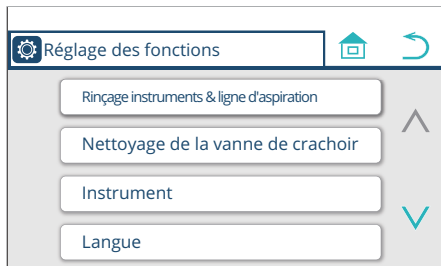 Réglage des fonctions
Rinçage instruments & ligne d'aspiration
Nettoyage de la vanne de crachoir
Instrument
Langue